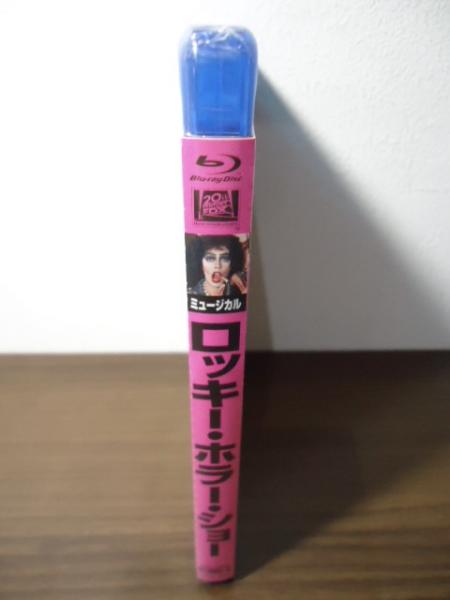 Blu-ray Disc
20th
CENTURY
FOX
ミュージカル
ロッキー・ホラー・ショー